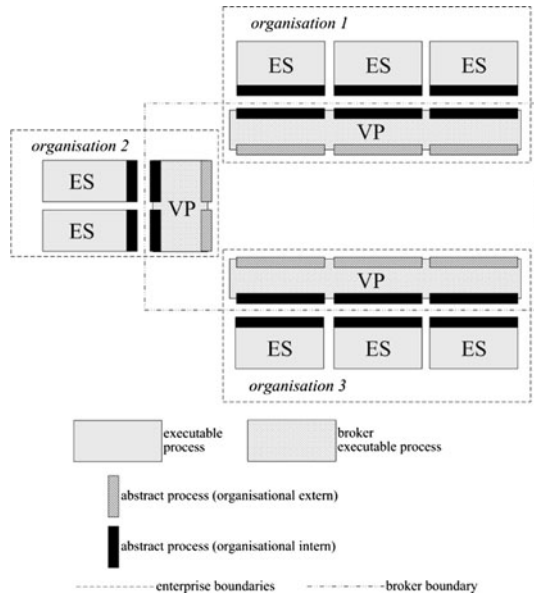 organisation 1
ES ES ES
VP
organisation 2
ES
VP
ES
VP
ES ES ES
organisation 3
executable
process
broker
executable process
abstract process (organisational extern)
abstract process (organisational intern)
enterprise boundaries
broker boundary